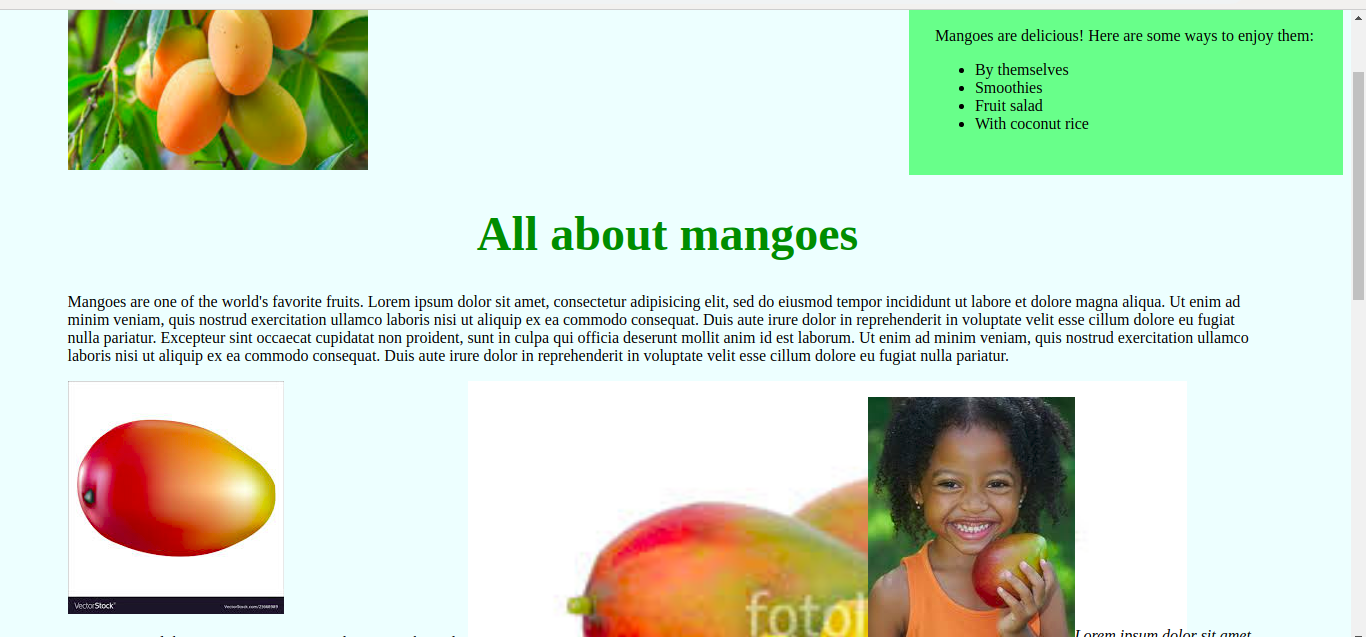 Mangoes are delicious! Here are some ways to enjoy them:
• By themselves
• Smoothies
• Fruit salad
• With coconut rice
All about mangoes
Mangoes are one of the world's favorite fruits. Lorem ipsum dolor sit amet, consectetur adipisicing elit, sed do eiusmod tempor incididunt ut labore et dolore magna aliqua. Ut enim ad
minim veniam, quis nostrud exercitation ullamco laboris nisi ut aliquip ex ea commodo consequat. Duis aute irure dolor in reprehenderit in voluptate velit esse cillum dolore eu fugiat
nulla pariatur. Excepteur sint occaecat cupidatat non proident, sunt in culpa qui officia deserunt mollit anim id est laborum. Ut enim ad minim veniam, quis nostrud exercitation ullamco
laboris nisi ut aliquip ex ea commodo consequat. Duis aute irure dolor in reprehenderit in voluptate velit esse cillum dolore eu fugiat nulla pariatur.
VectorStock
fotol
Lorem ipsum dolor sit amet